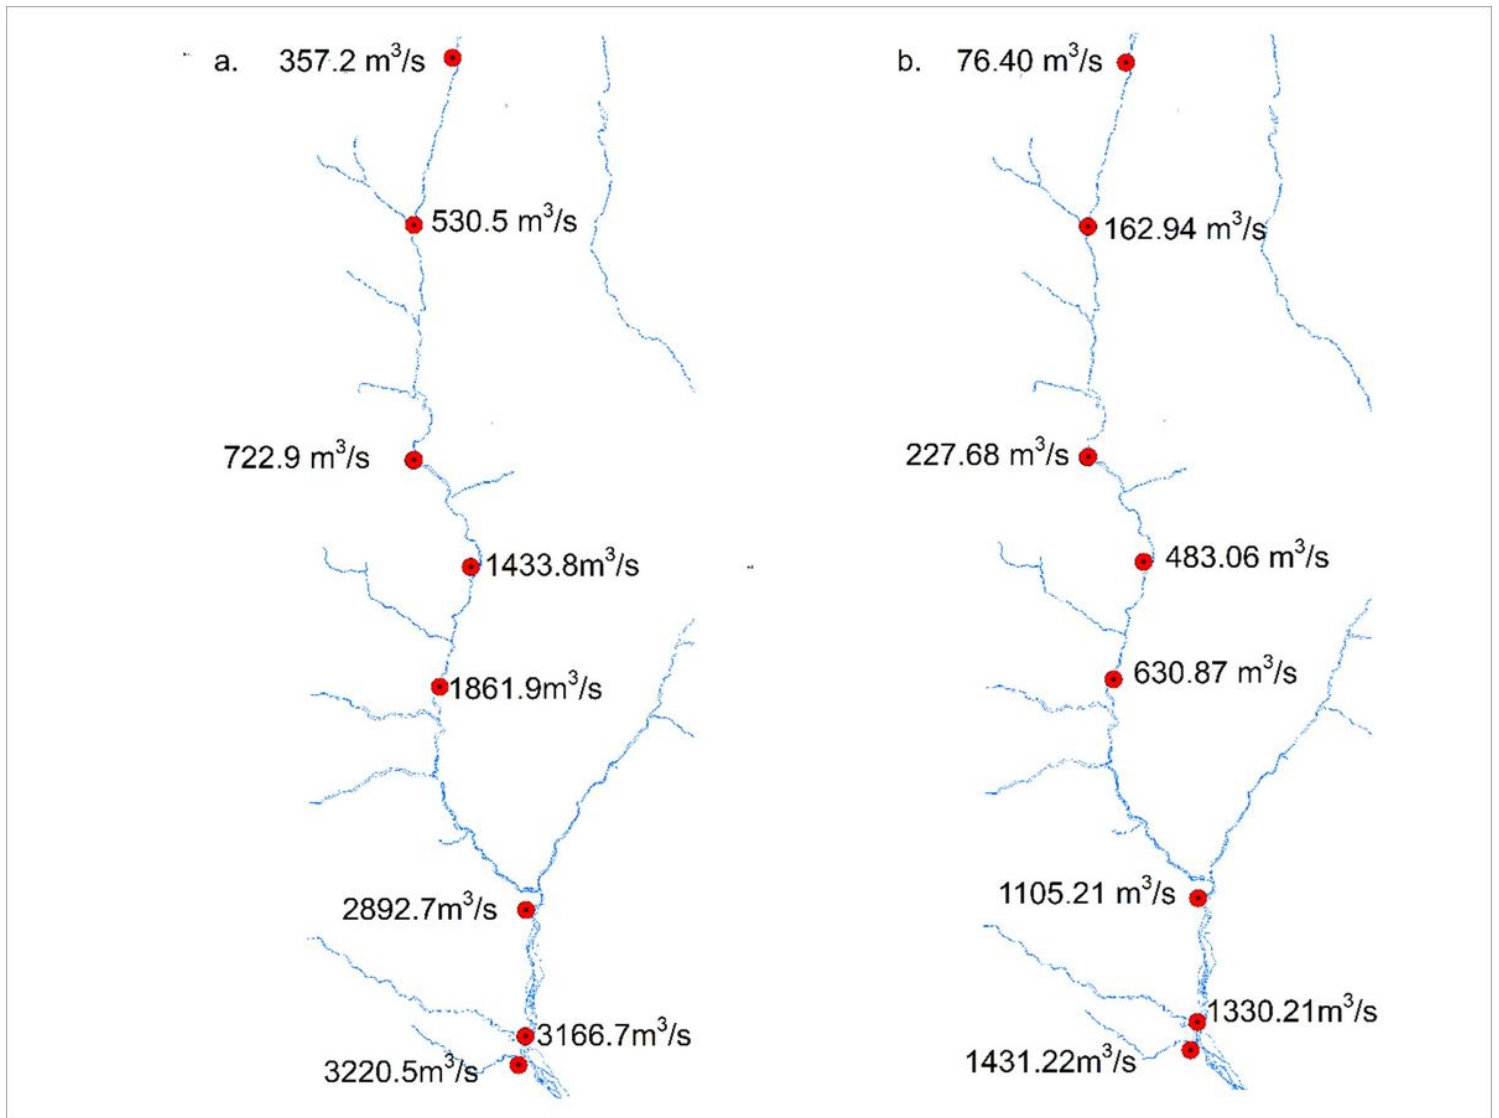 a. 357.2 m³/s
530.5 m³/s
722.9 m³/s
1433.8m³/s
1861.9m³/s
2892.7m³/s
3166.7m³/s
3220.5m³/s
b. 76.40 m³/s
162.94 m³/s
227.68 m³/s
483.06 m³/s
630.87 m³/s
1105.21 m³/s
1330.21m³/s
1431.22m³/s